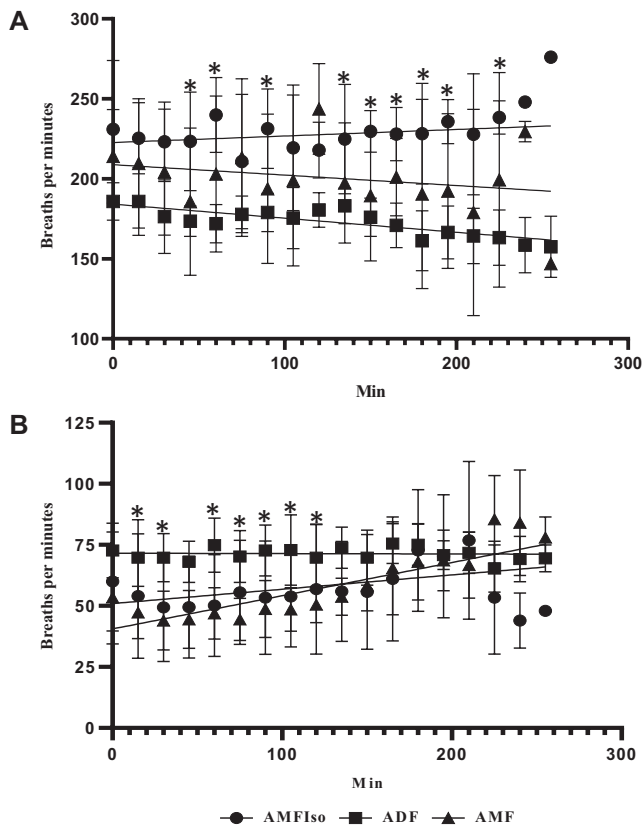 A
300
250
200
150
100
Breaths per minutes
* * * * * * * * *
0 100 200 300
Min
B
125
100
75
50
25
0
Breaths per minutes
* * * * * * *
0 100 200 300
Min
AMFIso ADF AMF